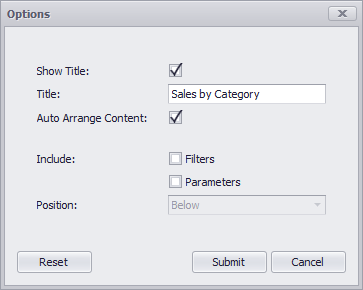 Options
Show Title:
Title: Sales by Category
Auto Arrange Content:
Include: Filters
Parameters
Position: Below
Reset Submit Cancel